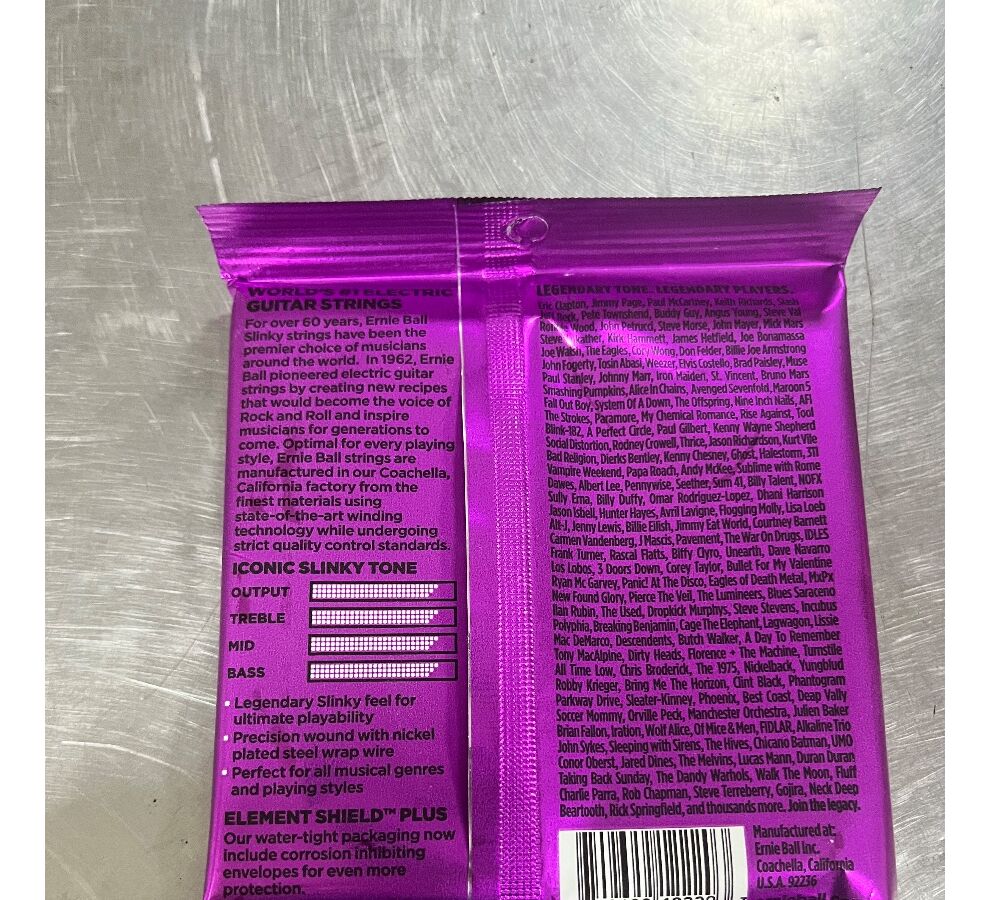 WORLD'S #1 ELECTRIC
GUITAR STRINGS
For over 60 years, Ernie Ball
Slinky strings have been the
premier choice of musicians
around the world. In 1962, Ernie
Ball pioneered electric guitar
strings by creating new recipes
that would become the voice of
Rock and Roll and inspire
musicians for generations to
come. Optimal for every playing
style, Ernie Ball strings are
manufactured in our Coachella,
California factory from the
finest materials using
state-of-the-art winding
technology while undergoing
strict quality control standards.
ICONIC SLINKY TONE
OUTPUT
TREBLE
MID
BASS
• Legendary Slinky feel for
ultimate playability
• Precision wound with nickel
plated steel wrap wire
• Perfect for all musical genres
and playing styles
ELEMENT SHIELD™ PLUS
Our water-tight packaging now
include corrosion inhibiting
envelopes for even more
protection.
LEGENDARY TONE. LEGENDARY PLAYERS.
Eric Clapton, Jimmy Page, Paul McCartney, Keith Richards, Slash
Jeff Beck, Pete Townshend, Buddy Guy, Angus Young, Steve Vai
Ronnie Wood, John Petrucci, Steve Morse, John Mayer, Mick Mars
Steve Lukather, Kirk Hammett, James Hetfield, Joe Bonamassa
Joe Walsh, The Eagles, Cory Wong, Don Felder, Billie Joe Armstrong
John Fogerty, Tosin Abasi, Weezer, Elvis Costello, Brad Paisley, Muse
Paul Stanley, Johnny Marr, Iron Maiden, St. Vincent, Bruno Mars
Smashing Pumpkins, Alice In Chains, Avenged Sevenfold, Maroon 5
Fall Out Boy, System Of A Down, The Offspring, Nine Inch Nails, AFI
The Strokes, Paramore, My Chemical Romance, Rise Against, Tool
Blink-182, A Perfect Circle, Paul Gilbert, Kenny Wayne Shepherd
Social Distortion, Rodney Crowell, Thrice, Jason Richardson, Kurt Vile
Bad Religion, Dierks Bentley, Kenny Chesney, Ghost, Halestorm, 311
Vampire Weekend, Papa Roach, Andy McKee, Sublime with Rome
Dawes, Albert Lee, Pennywise, Seether, Sum 41, Billy Talent, NOFX
Sully Erna, Billy Duffy, Omar Rodriguez-Lopez, Dhani Harrison
Jason Isbell, Hunter Hayes, Avril Lavigne, Flogging Molly, Lisa Loeb
Alt-J, Jenny Lewis, Billie Eilish, Jimmy Eat World, Courtney Barnett
Carmen Vandenberg, J Mascis, Pavement, The War On Drugs, IDLES
Frank Turner, Rascal Flatts, Biffy Clyro, Unearth, Dave Navarro
Los Lobos, 3 Doors Down, Corey Taylor, Bullet For My Valentine
Ryan Mc Garvey, Panic! At The Disco, Eagles of Death Metal, MxPx
New Found Glory, Pierce The Veil, The Lumineers, Blues Saraceno
Ilan Rubin, The Used, Dropkick Murphys, Steve Stevens, Incubus
Polyphia, Breaking Benjamin, Cage The Elephant, Lagwagon, Lissie
Mac DeMarco, Descendents, Butch Walker, A Day To Remember
Tony MacAlpine, Dirty Heads, Florence + The Machine, Turnstile
All Time Low, Chris Broderick, The 1975, Nickelback, Yungblud
Robby Krieger, Bring Me The Horizon, Clint Black, Phantogram
Parkway Drive, Sleater-Kinney, Phoenix, Best Coast, Deap Vally
Soccer Mommy, Orville Peck, Manchester Orchestra, Julien Baker
Brian Fallon, Iration, Wolf Alice, Of Mice & Men, FIDLAR, Alkaline Trio
John Sykes, Sleeping with Sirens, The Hives, Chicano Batman, UMO
Conor Oberst, Jared Dines, The Melvins, Lucas Mann, Duran Duran
Taking Back Sunday, The Dandy Warhols, Walk The Moon, Fluff
Charlie Parra, Rob Chapman, Steve Terreberry, Gojira, Neck Deep
Beartooth, Rick Springfield, and thousands more. Join the legacy.
Manufactured at:
Ernie Ball Inc.
Coachella, California
U.S.A. 92236